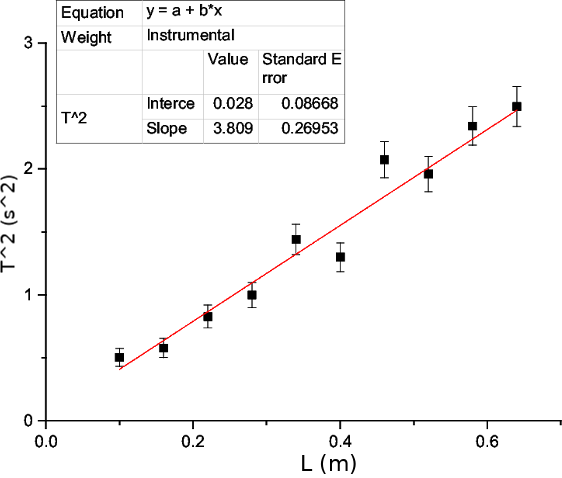 Equation y = a + b*x
Weight Instrumental
Value Standard E
rror
T^2 Interce 0.028 0.08668
Slope 3.809 0.26953
3
2
1
0
T^2 (s^2)
0.0 0.2 0.4 0.6
L (m)